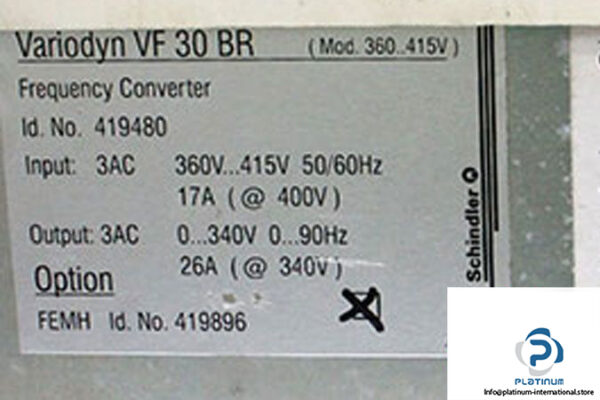 Variodyn VF 30 BR (Mod. 360..415V)
Frequency Converter
Id. No. 419480
Input: 3AC 360V...415V 50/60Hz
17A (@ 400V)
Output: 3AC 0...340V 0...90Hz
26A (@ 340V)
Option
FEMH Id. No. 419896
Schindler
PLATINUM
Info@platinum-international.store